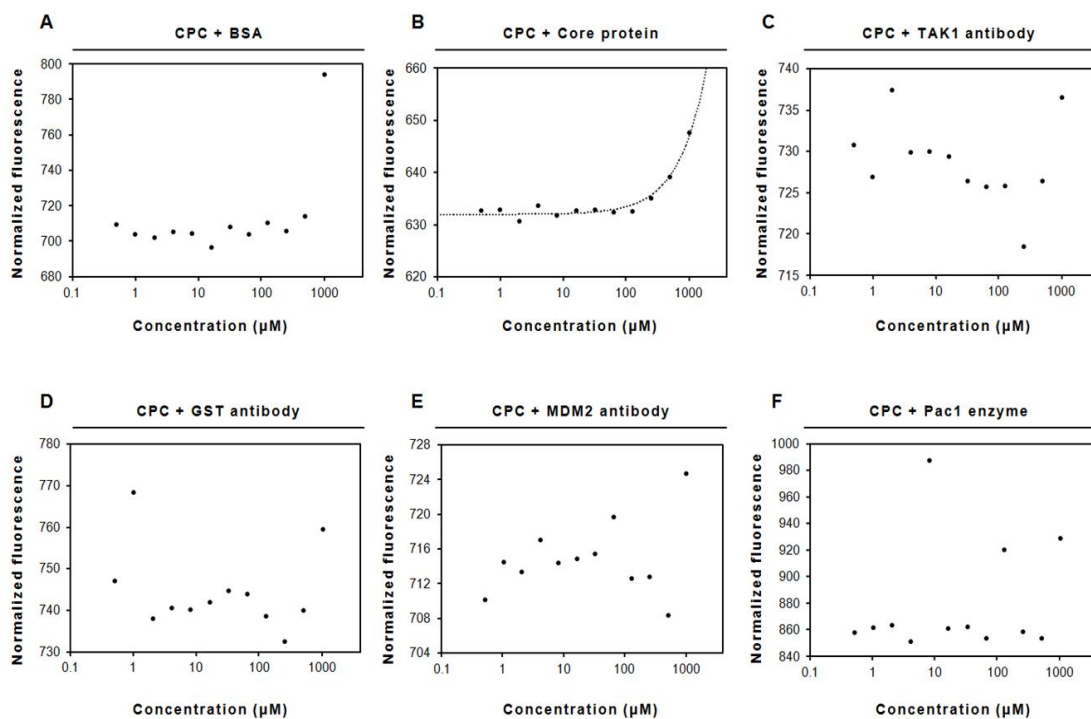 A
CPC + BSA
Normalized fluorescence
800
780
760
740
720
700
680
0.1
1
10
100
1000
Concentration (µM)
B
CPC + Core protein
Normalized fluorescence
660
650
640
630
620
0.1
1
10
100
1000
Concentration (µM)
C
CPC + TAK1 antibody
Normalized fluorescence
740
735
730
725
720
715
0.1
1
10
100
1000
Concentration (µM)
D
CPC + GST antibody
Normalized fluorescence
780
770
760
750
740
730
0.1
1
10
100
1000
Concentration (µM)
E
CPC + MDM2 antibody
Normalized fluorescence
728
724
720
716
712
708
704
0.1
1
10
100
1000
Concentration (µM)
F
CPC + Pac1 enzyme
Normalized fluorescence
1000
980
960
940
920
900
880
860
840
0.1
1
10
100
1000
Concentration (µM)